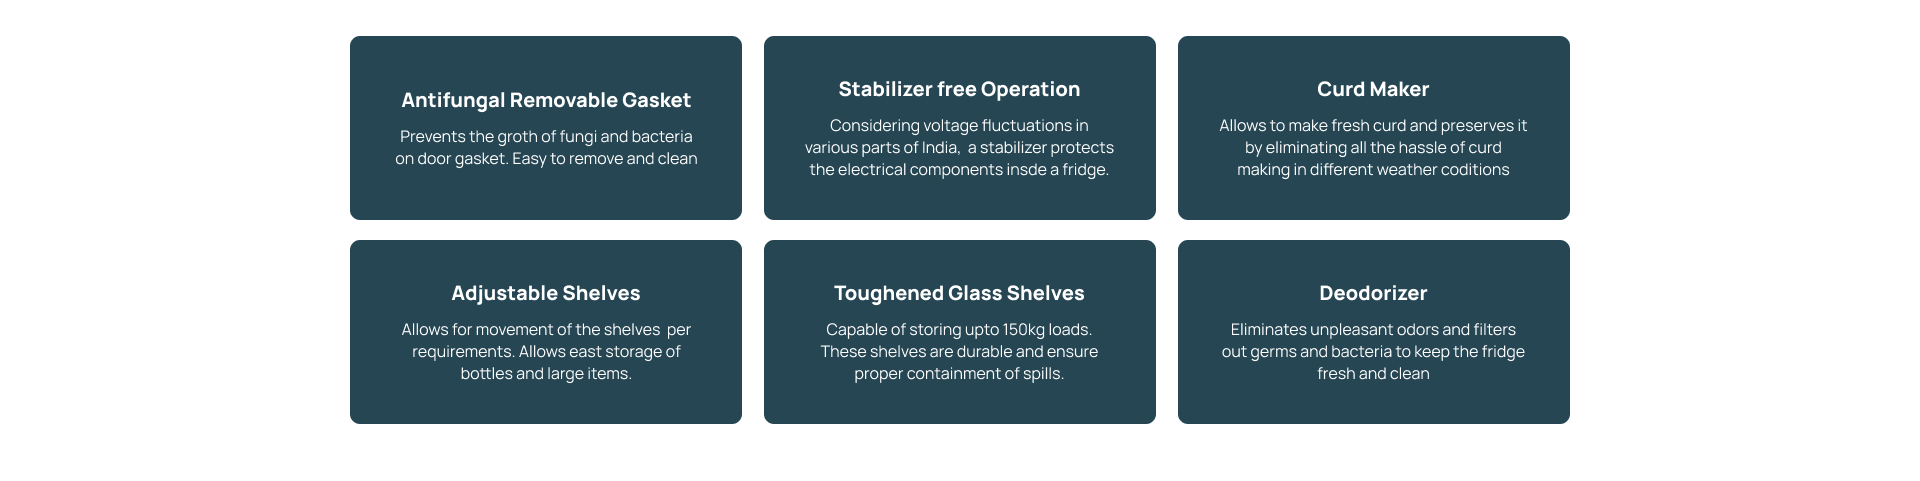 Antifungal Removable Gasket
Prevents the groth of fungi and bacteria
on door gasket. Easy to remove and clean
Stabilizer free Operation
Considering voltage fluctuations in
various parts of India,  a stabilizer protects
the electrical components insde a fridge.
Curd Maker
Allows to make fresh curd and preserves it
by eliminating all the hassle of curd
making in different weather coditions
Adjustable Shelves
Allows for movement of the shelves  per
requirements. Allows east storage of
bottles and large items.
Toughened Glass Shelves
Capable of storing upto 150kg loads.
These shelves are durable and ensure
proper containment of spills.
Deodorizer
Eliminates unpleasant odors and filters
out germs and bacteria to keep the fridge
fresh and clean